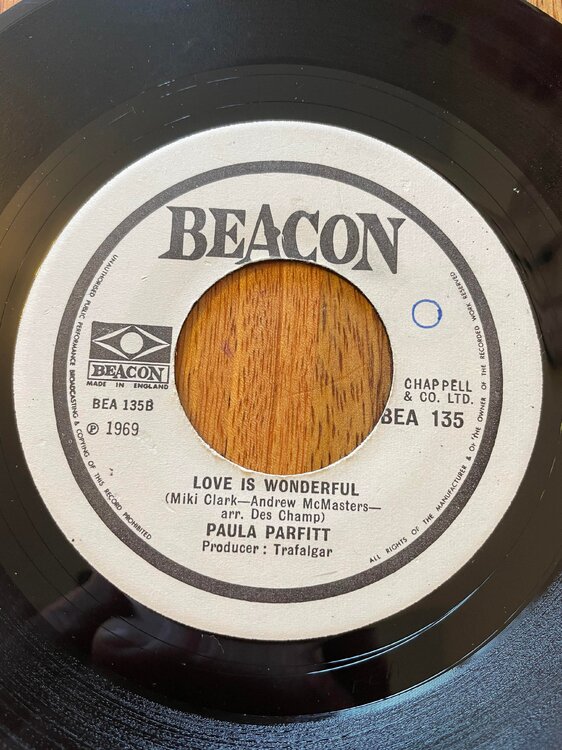 BEACON
BEACON
MADE IN ENGLAND
BEA 135B
℗ 1969
CHAPPELL
& CO. LTD.
BEA 135
LOVE IS WONDERFUL
(Miki Clark—Andrew McMasters—
arr. Des Champ)
PAULA PARFITT
Producer : Trafalgar
UNAUTHORISED PUBLIC PERFORMANCE BROADCASTING & COPYING OF THIS RECORD PROHIBITED
ALL RIGHTS OF THE MANUFACTURER & OF THE OWNER OF THE RECORDED WORK RESERVED